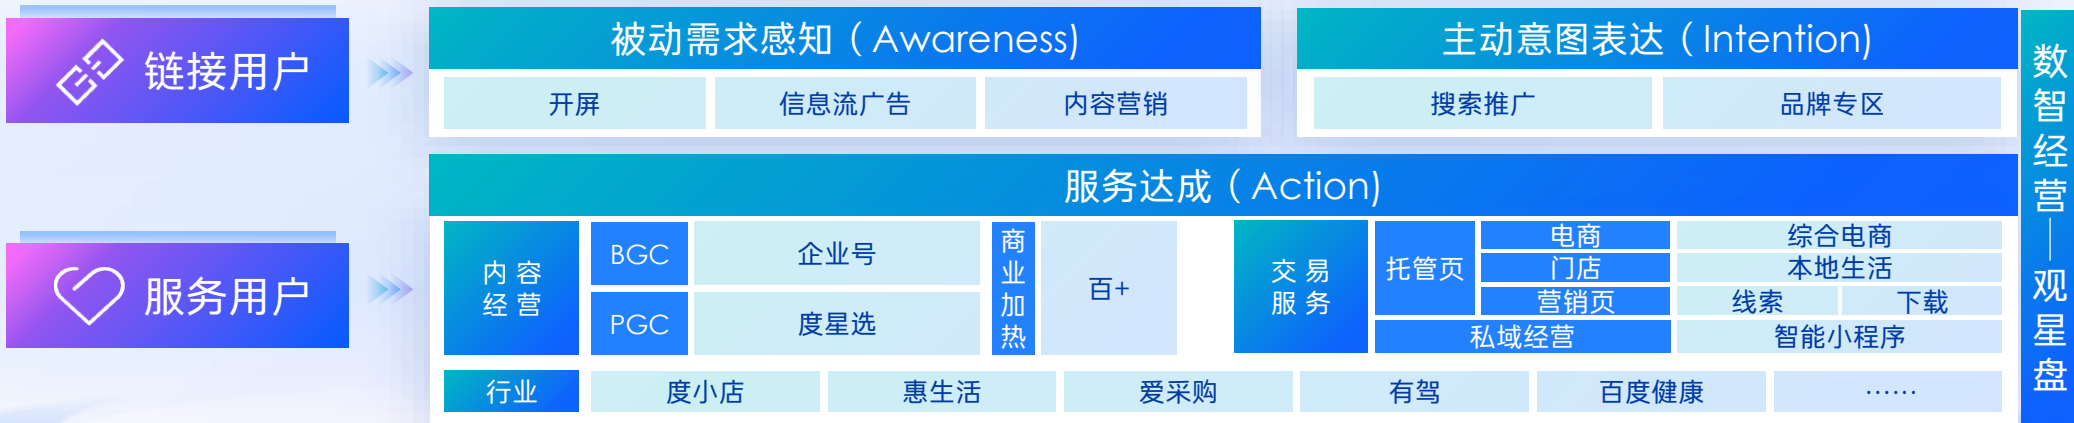 链接用户
被动需求感知（Awareness)
开屏
信息流广告
内容营销
主动意图表达（Intention)
搜索推广
品牌专区
服务用户
服务达成（Action)
内 容
经 营
BGC
企业号
PGC
度星选
商业加热
百+
交 易
服 务
托管页
电商
综合电商
门店
本地生活
营销页
线索
下载
私域经营
智能小程序
行业
度小店
惠生活
爱采购
有驾
百度健康
……
数智经营｜观星盘